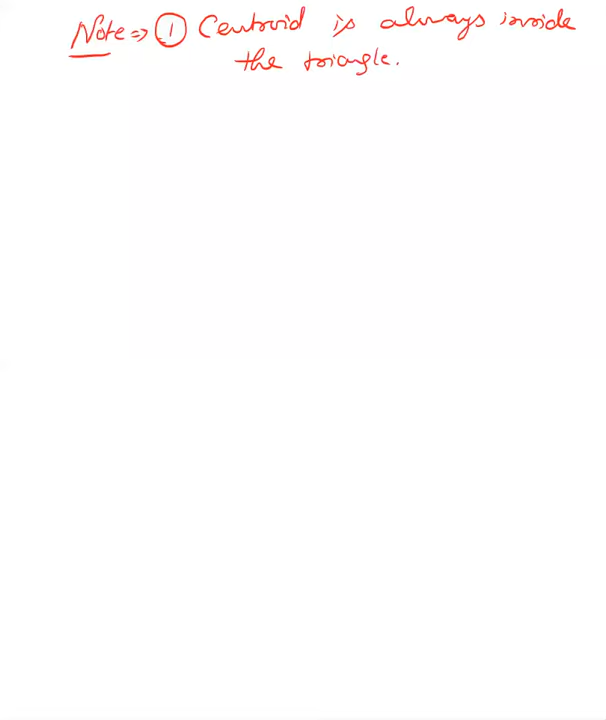 Note ⇒ ① Centroid is always inside
the triangle.